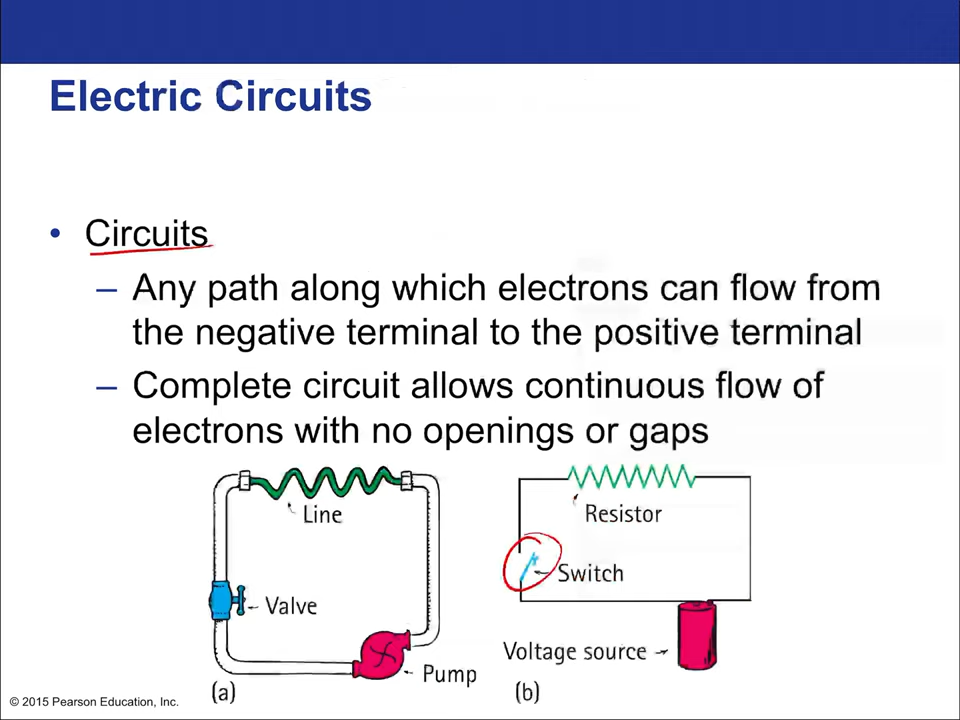 Electric Circuits
• Circuits
– Any path along which electrons can flow from
the negative terminal to the positive terminal
– Complete circuit allows continuous flow of
electrons with no openings or gaps
Line
Valve
Pump
(a)
Resistor
Switch
Voltage source
(b)
© 2015 Pearson Education, Inc.